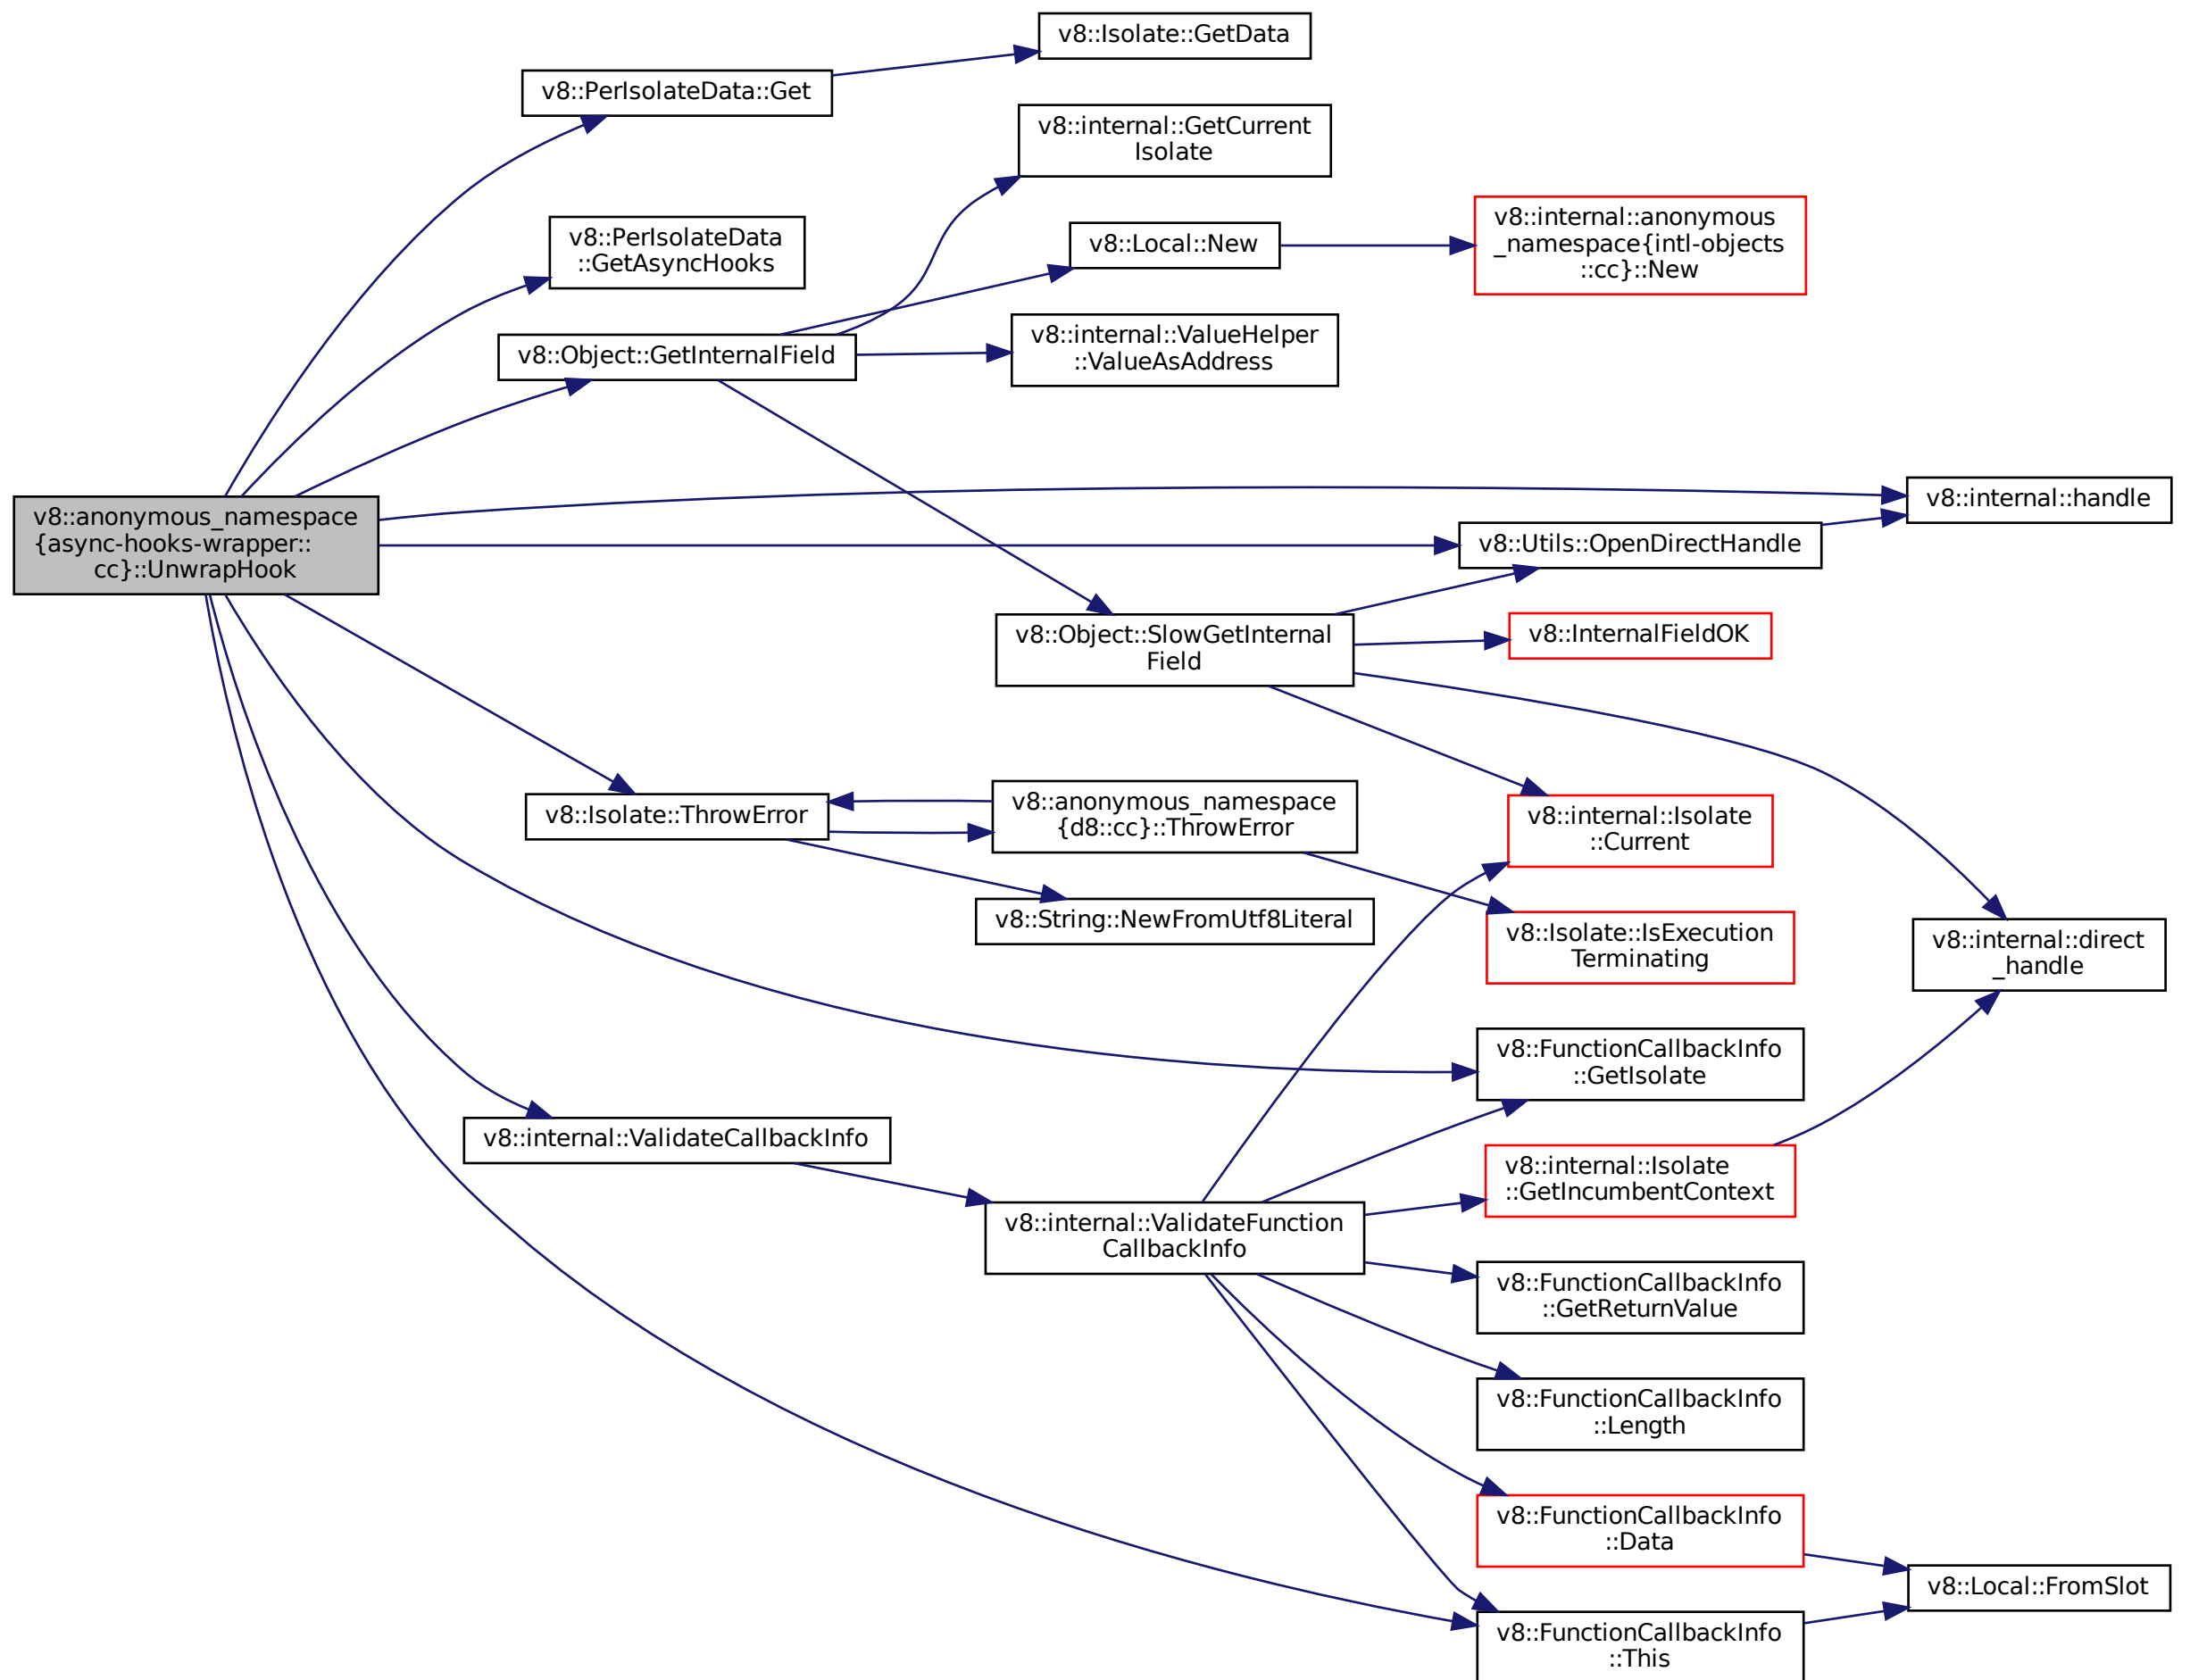 v8::Isolate::GetData
v8::PerIsolateData::Get
v8::internal::GetCurrent
Isolate
v8::PerIsolateData
::GetAsyncHooks
v8::Local::New
v8::internal::anonymous
_namespace{intl-objects
::cc}::New
v8::Object::GetInternalField
v8::internal::ValueHelper
::ValueAsAddress
v8::anonymous_namespace
{async-hooks-wrapper::
cc}::UnwrapHook
v8::internal::handle
v8::Utils::OpenDirectHandle
v8::Object::SlowGetInternal
Field
v8::InternalFieldOK
v8::Isolate::ThrowError
v8::anonymous_namespace
{d8::cc}::ThrowError
v8::internal::Isolate
::Current
v8::String::NewFromUtf8Literal
v8::Isolate::IsExecution
Terminating
v8::internal::direct
_handle
v8::FunctionCallbackInfo
::GetIsolate
v8::internal::ValidateCallbackInfo
v8::internal::Isolate
::GetIncumbentContext
v8::internal::ValidateFunction
CallbackInfo
v8::FunctionCallbackInfo
::GetReturnValue
v8::FunctionCallbackInfo
::Length
v8::FunctionCallbackInfo
::Data
v8::Local::FromSlot
v8::FunctionCallbackInfo
::This